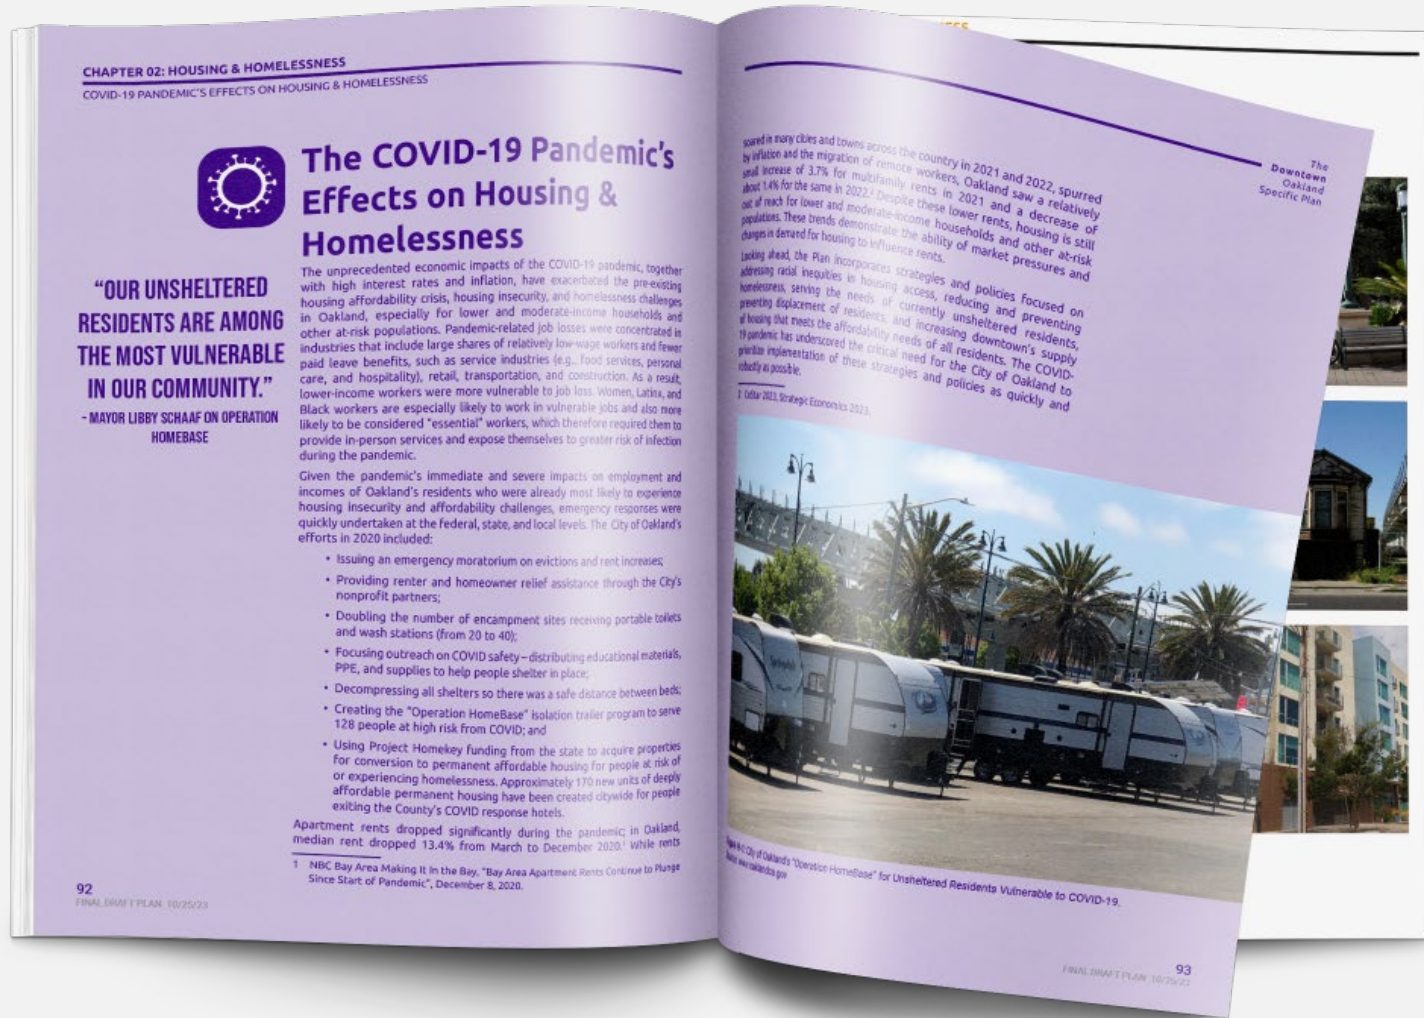 CHAPTER 02: HOUSING & HOMELESSNESS
COVID-19 PANDEMIC'S EFFECTS ON HOUSING & HOMELESSNESS
The COVID-19 Pandemic's
Effects on Housing &
Homelessness
“OUR UNSHELTERED
RESIDENTS ARE AMONG
THE MOST VULNERABLE
IN OUR COMMUNITY.”
- MAYOR LIBBY SCHAAF ON OPERATION
HOMEBASE
The unprecedented economic impacts of the COVID-19 pandemic, together
with high interest rates and inflation, have exacerbated the pre-existing
housing affordability crisis, housing insecurity, and homelessness challenges
in Oakland, especially for lower and moderate-income households and
other at-risk populations. Pandemic-related job losses were concentrated in
industries that include large shares of relatively low-wage workers and fewer
paid leave benefits, such as service industries (e.g., food services, personal
care, and hospitality), retail, transportation, and construction. As a result,
lower-income workers were more vulnerable to job loss. Women, Latinx, and
Black workers are especially likely to work in vulnerable jobs and also more
likely to be considered "essential" workers, which therefore required them to
provide in-person services and expose themselves to greater risk of infection
during the pandemic.
Given the pandemic's immediate and severe impacts on employment and
incomes of Oakland's residents who were already most likely to experience
housing insecurity and affordability challenges, emergency responses were
quickly undertaken at the federal, state, and local levels. The City of Oakland's
efforts in 2020 included:
• Issuing an emergency moratorium on evictions and rent increases;
• Providing renter and homeowner relief assistance through the City's
nonprofit partners;
• Doubling the number of encampment sites receiving portable toilets
and wash stations (from 20 to 40);
• Focusing outreach on COVID safety—distributing educational materials,
PPE, and supplies to help people shelter in place;
• Decompressing all shelters so there was a safe distance between beds;
• Creating the "Operation HomeBase" isolation trailer program to serve
128 people at high risk from COVID; and
• Using Project Homekey funding from the state to acquire properties
for conversion to permanent affordable housing for people at risk of
or experiencing homelessness. Approximately 170 new units of deeply
affordable permanent housing have been created citywide for people
exiting the County's COVID response hotels.
Apartment rents dropped significantly during the pandemic; in Oakland,
median rent dropped 13.4% from March to December 2020.¹ While rents
1 NBC Bay Area Making It In the Bay, "Bay Area Apartment Rents Continue to Plunge
Since Start of Pandemic", December 8, 2020.
92
FINAL DRAFT PLAN 10/25/23
The
Downtown
Oakland
Specific Plan
soared in many cities and towns across the country in 2021 and 2022, spurred
by inflation and the migration of remote workers, Oakland saw a relatively
small increase of 3.7% for multifamily rents in 2021 and a decrease of
about 1.4% for the same in 2022.² Despite these lower rents, housing is still
out of reach for lower and moderate-income households and other at-risk
populations. These trends demonstrate the ability of market pressures and
changes in demand for housing to influence rents.
Looking ahead, the Plan incorporates strategies and policies focused on
addressing racial inequities in housing access, reducing and preventing
homelessness, serving the needs of currently unsheltered residents,
preventing displacement of residents, and increasing downtown's supply
of housing that meets the affordability needs of all residents. The COVID-
19 pandemic has underscored the critical need for the City of Oakland to
prioritize implementation of these strategies and policies as quickly and
robustly as possible.
2 CoStar 2023, Strategic Economics 2023.
City of Oakland's "Operation HomeBase" for Unsheltered Residents Vulnerable to COVID-19.
93
FINAL DRAFT PLAN 10/25/23